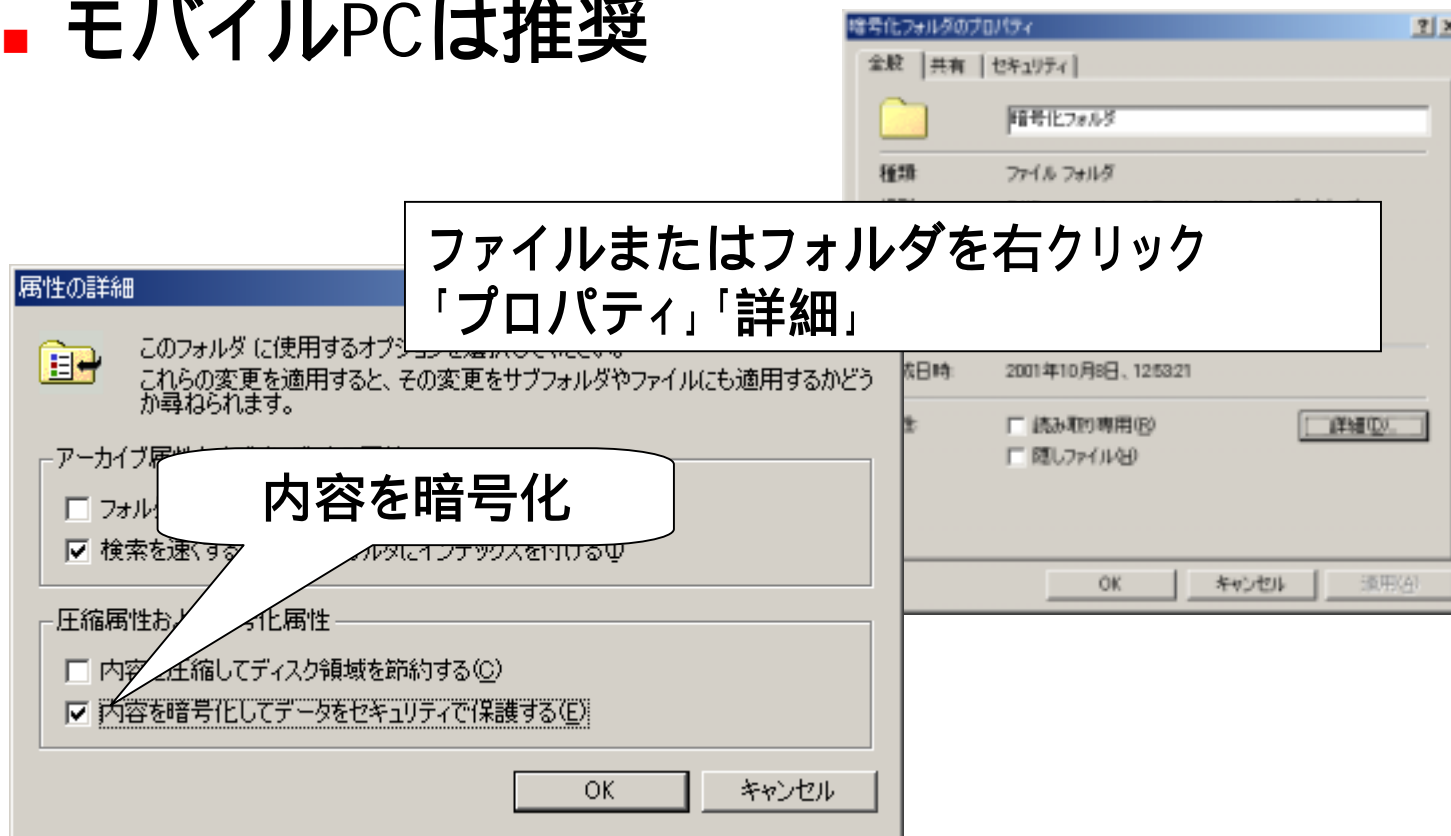 モバイルPCは推奨
暗号化フォルダのプロパティ
全般 共有 セキュリティ
暗号化フォルダ
種類: ファイル フォルダ
ファイルまたはフォルダを右クリック
「プロパティ」「詳細」
日時: 2001年10月8日、12:53:21
読み取り専用(R)
詳細(D)...
隠しファイル(H)
OK キャンセル 適用(A)
属性の詳細
このフォルダ に使用するオプションを選択してください。
これらの変更を適用すると、その変更をサブフォルダやファイルにも適用するかどう
か尋ねられます。
アーカイブ属
内容を暗号化
フォル
検索を速くする ルダにインデックスを付ける(I)
圧縮属性およ 号化属性
内容 圧縮してディスク領域を節約する(C)
内容を暗号化してデータをセキュリティで保護する(E)
OK キャンセル